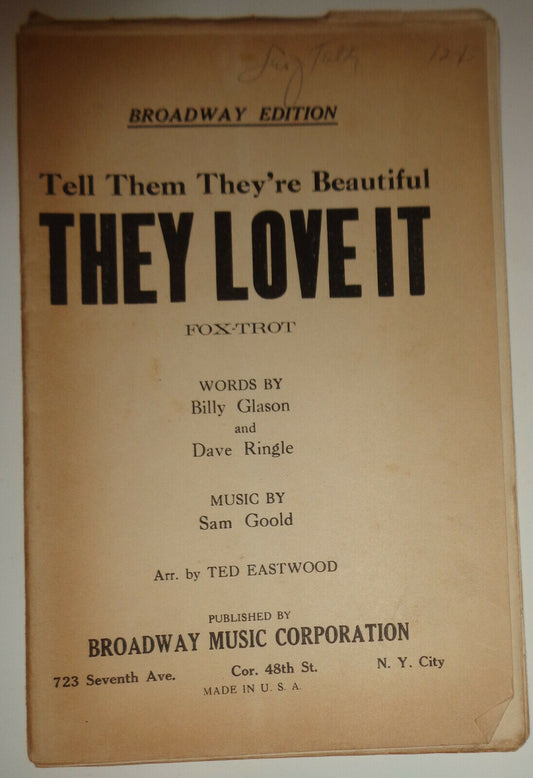 BROADWAY EDITION
Tell Them They're Beautiful
THEY LOVE IT
FOX-TROT
WORDS BY
Billy Glason
and
Dave Ringle
MUSIC BY
Sam Goold
Arr. by TED EASTWOOD
PUBLISHED BY
BROADWAY MUSIC CORPORATION
723 Seventh Ave. Cor. 48th St. N. Y. City
MADE IN U. S. A.